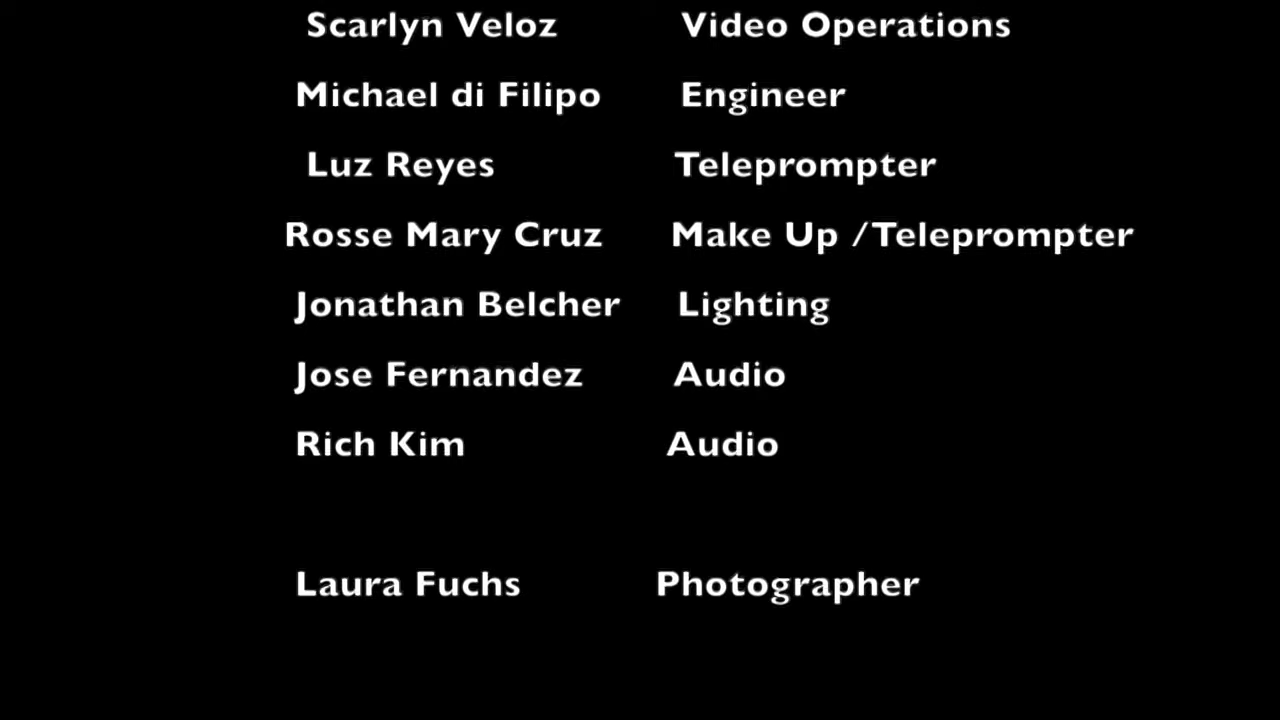 Scarlyn Veloz Video Operations
Michael di Filipo Engineer
Luz Reyes Teleprompter
Rosse Mary Cruz Make Up /Teleprompter
Jonathan Belcher Lighting
Jose Fernandez Audio
Rich Kim Audio
Laura Fuchs Photographer